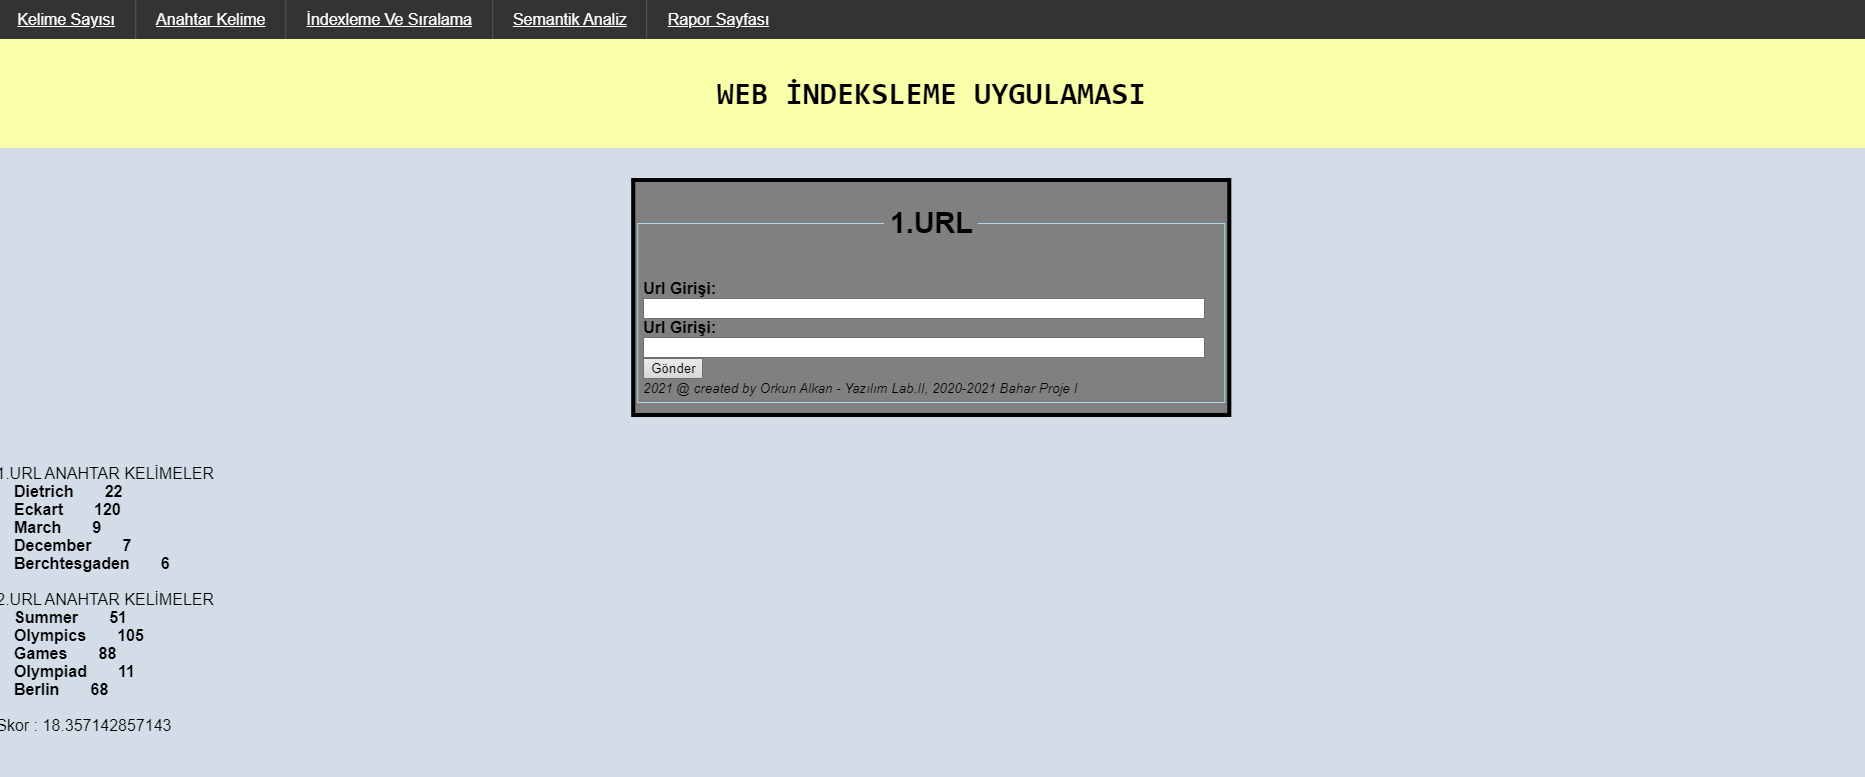 Kelime Sayısı Anahtar Kelime İndexleme Ve Sıralama Semantik Analiz Rapor Sayfası
WEB İNDEKSLEME UYGULAMASI
1.URL
Url Girişi:
Url Girişi:
Gönder
2021 @ created by Orkun Alkan - Yazılım Lab.II, 2020-2021 Bahar Proje I
1.URL ANAHTAR KELİMELER
Dietrich 22
Eckart 120
March 9
December 7
Berchtesgaden 6
2.URL ANAHTAR KELİMELER
Summer 51
Olympics 105
Games 88
Olympiad 11
Berlin 68
Skor : 18.357142857143